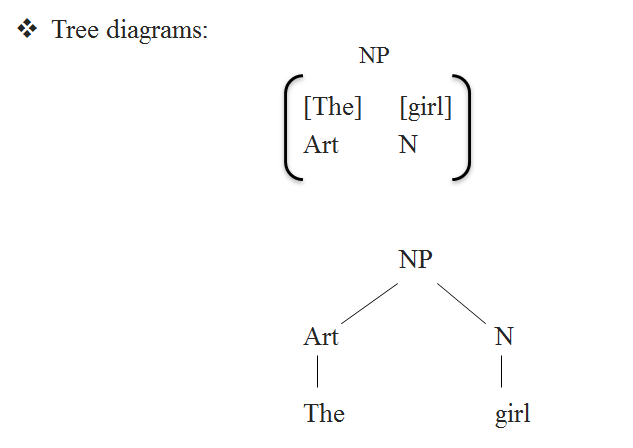 ❖ Tree diagrams:
NP
[The] [girl]
Art N
NP
Art N
The girl